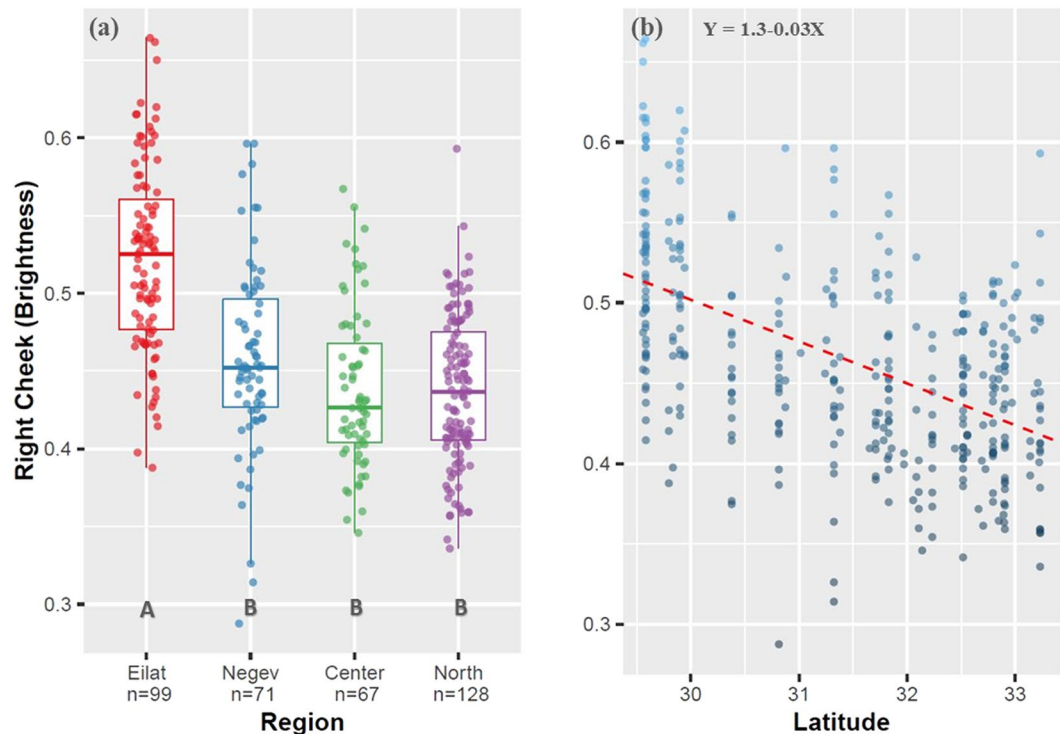 (a)
Right Cheek (Brightness)
0.6
0.5
0.4
0.3
A B B B
Eilat Negev Center North
n=99 n=71 n=67 n=128
Region
(b) Y = 1.3-0.03X
0.6
0.5
0.4
0.3
30 31 32 33
Latitude